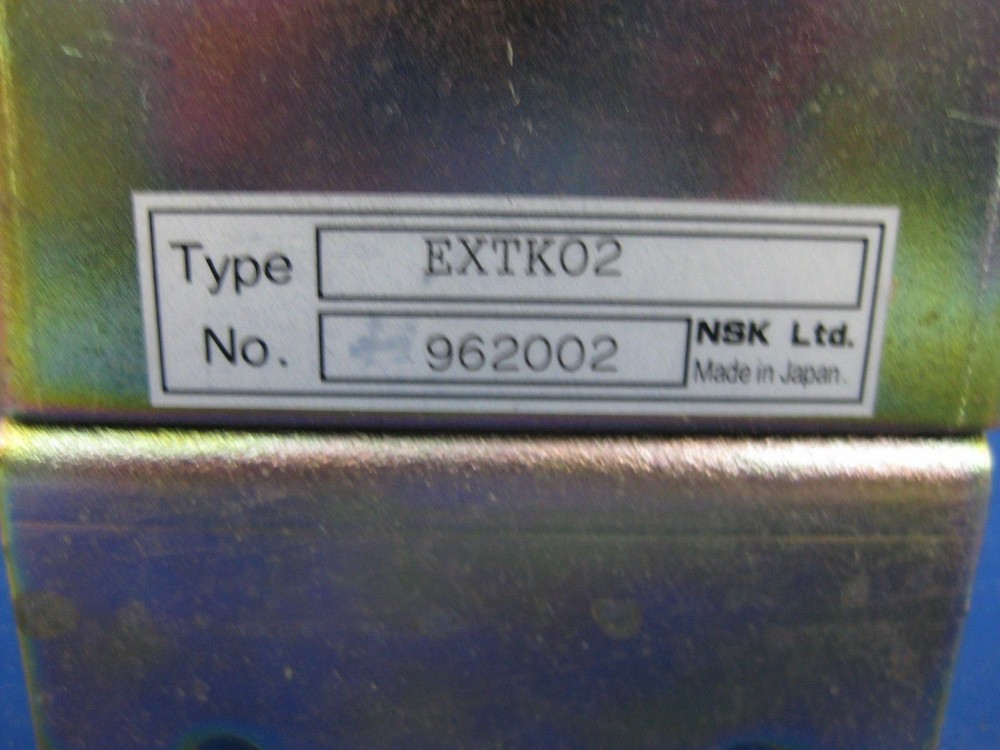 Type EXTK02
No. 962002
NSK Ltd.
Made in Japan.